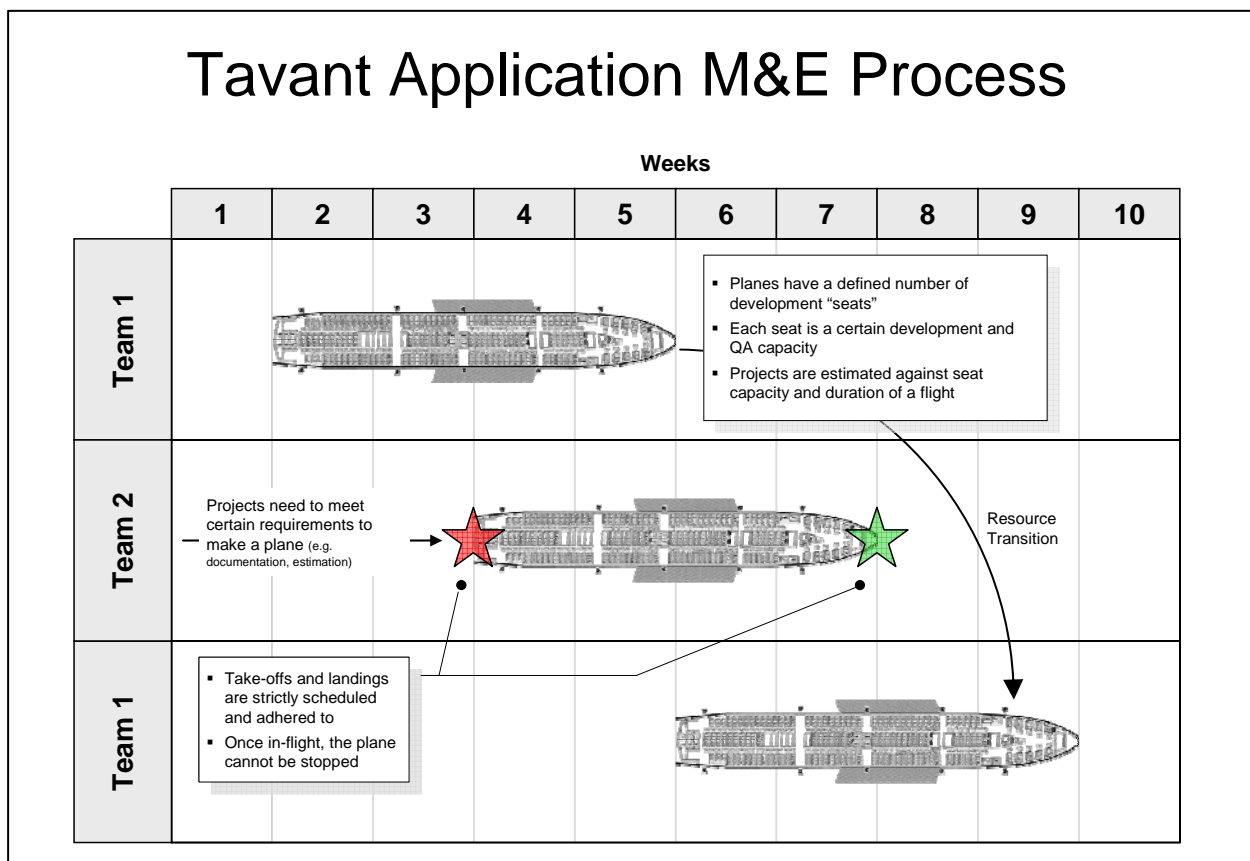 Tavant Application M&E Process
Weeks
1 2 3 4 5 6 7 8 9 10
Team 1
▪ Planes have a defined number of
development “seats”
▪ Each seat is a certain development and
QA capacity
▪ Projects are estimated against seat
capacity and duration of a flight
Team 2
Projects need to meet
certain requirements to
make a plane (e.g.
documentation, estimation)
Resource
Transition
Team 1
▪ Take-offs and landings
are strictly scheduled
and adhered to
▪ Once in-flight, the plane
cannot be stopped